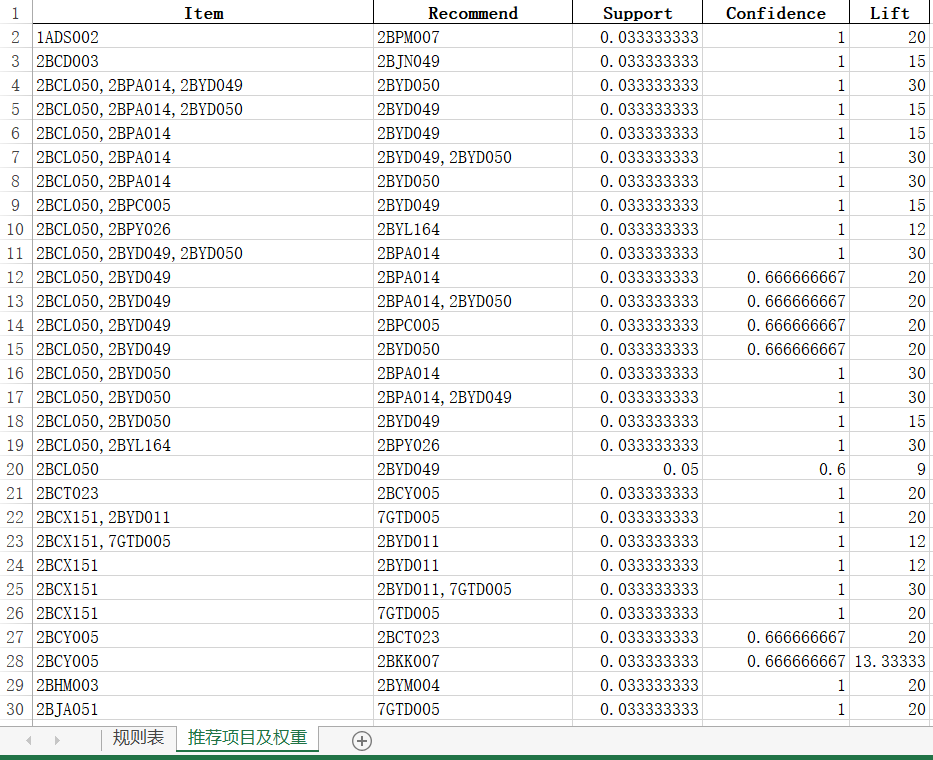 1 Item Recommend Support Confidence Lift
2 1ADS002 2BPM007 0.033333333 1 20
3 2BCD003 2BJN049 0.033333333 1 15
4 2BCL050,2BPA014,2BYD049 2BYD050 0.033333333 1 30
5 2BCL050,2BPA014,2BYD050 2BYD049 0.033333333 1 15
6 2BCL050,2BPA014 2BYD049 0.033333333 1 15
7 2BCL050,2BPA014 2BYD049,2BYD050 0.033333333 1 30
8 2BCL050,2BPA014 2BYD050 0.033333333 1 30
9 2BCL050,2BPC005 2BYD049 0.033333333 1 15
10 2BCL050,2BPY026 2BYL164 0.033333333 1 12
11 2BCL050,2BYD049,2BYD050 2BPA014 0.033333333 1 30
12 2BCL050,2BYD049 2BPA014 0.033333333 0.666666667 20
13 2BCL050,2BYD049 2BPA014,2BYD050 0.033333333 0.666666667 20
14 2BCL050,2BYD049 2BPC005 0.033333333 0.666666667 20
15 2BCL050,2BYD049 2BYD050 0.033333333 0.666666667 20
16 2BCL050,2BYD050 2BPA014 0.033333333 1 30
17 2BCL050,2BYD050 2BPA014,2BYD049 0.033333333 1 30
18 2BCL050,2BYD050 2BYD049 0.033333333 1 15
19 2BCL050,2BYL164 2BPY026 0.033333333 1 30
20 2BCL050 2BYD049 0.05 0.6 9
21 2BCT023 2BCY005 0.033333333 1 20
22 2BCX151,2BYD011 7GTD005 0.033333333 1 20
23 2BCX151,7GTD005 2BYD011 0.033333333 1 12
24 2BCX151 2BYD011 0.033333333 1 12
25 2BCX151 2BYD011,7GTD005 0.033333333 1 30
26 2BCX151 7GTD005 0.033333333 1 20
27 2BCY005 2BCT023 0.033333333 0.666666667 20
28 2BCY005 2BKK007 0.033333333 0.666666667 13.33333
29 2BHM003 2BYM004 0.033333333 1 20
30 2BJA051 7GTD005 0.033333333 1 20
规则表 推荐项目及权重